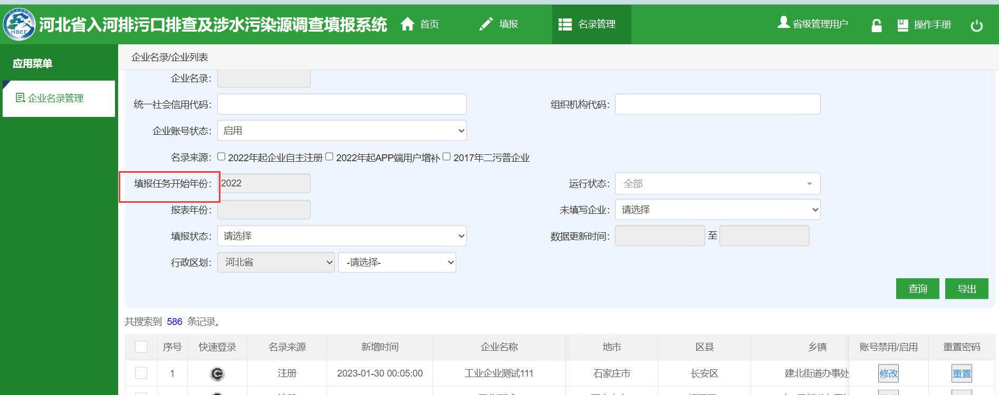 HBEE
河北省入河排污口排查及涉水污染源调查填报系统
首页
填报
名录管理
省级管理用户
操作手册
应用菜单
企业名录管理
企业名录/企业列表
企业名录:
统一社会信用代码:
组织机构代码:
企业账号状态: 启用
名录来源: 2022年起企业自主注册 2022年起APP端用户增补 2017年二污普企业
填报任务开始年份: 2022
运行状态: 全部
报表年份:
未填写企业: 请选择
填报状态: 请选择
数据更新时间: 至
行政区划: 河北省 -请选择-
查询 导出
共搜索到 586 条记录。
序号 快速登录 名录来源 新增时间 企业名称 地市 区县 乡镇 账号禁用/启用 重置密码
1 注册 2023-01-30 00:05:00 工业企业测试111 石家庄市 长安区 建北街道办事处 修改 重置